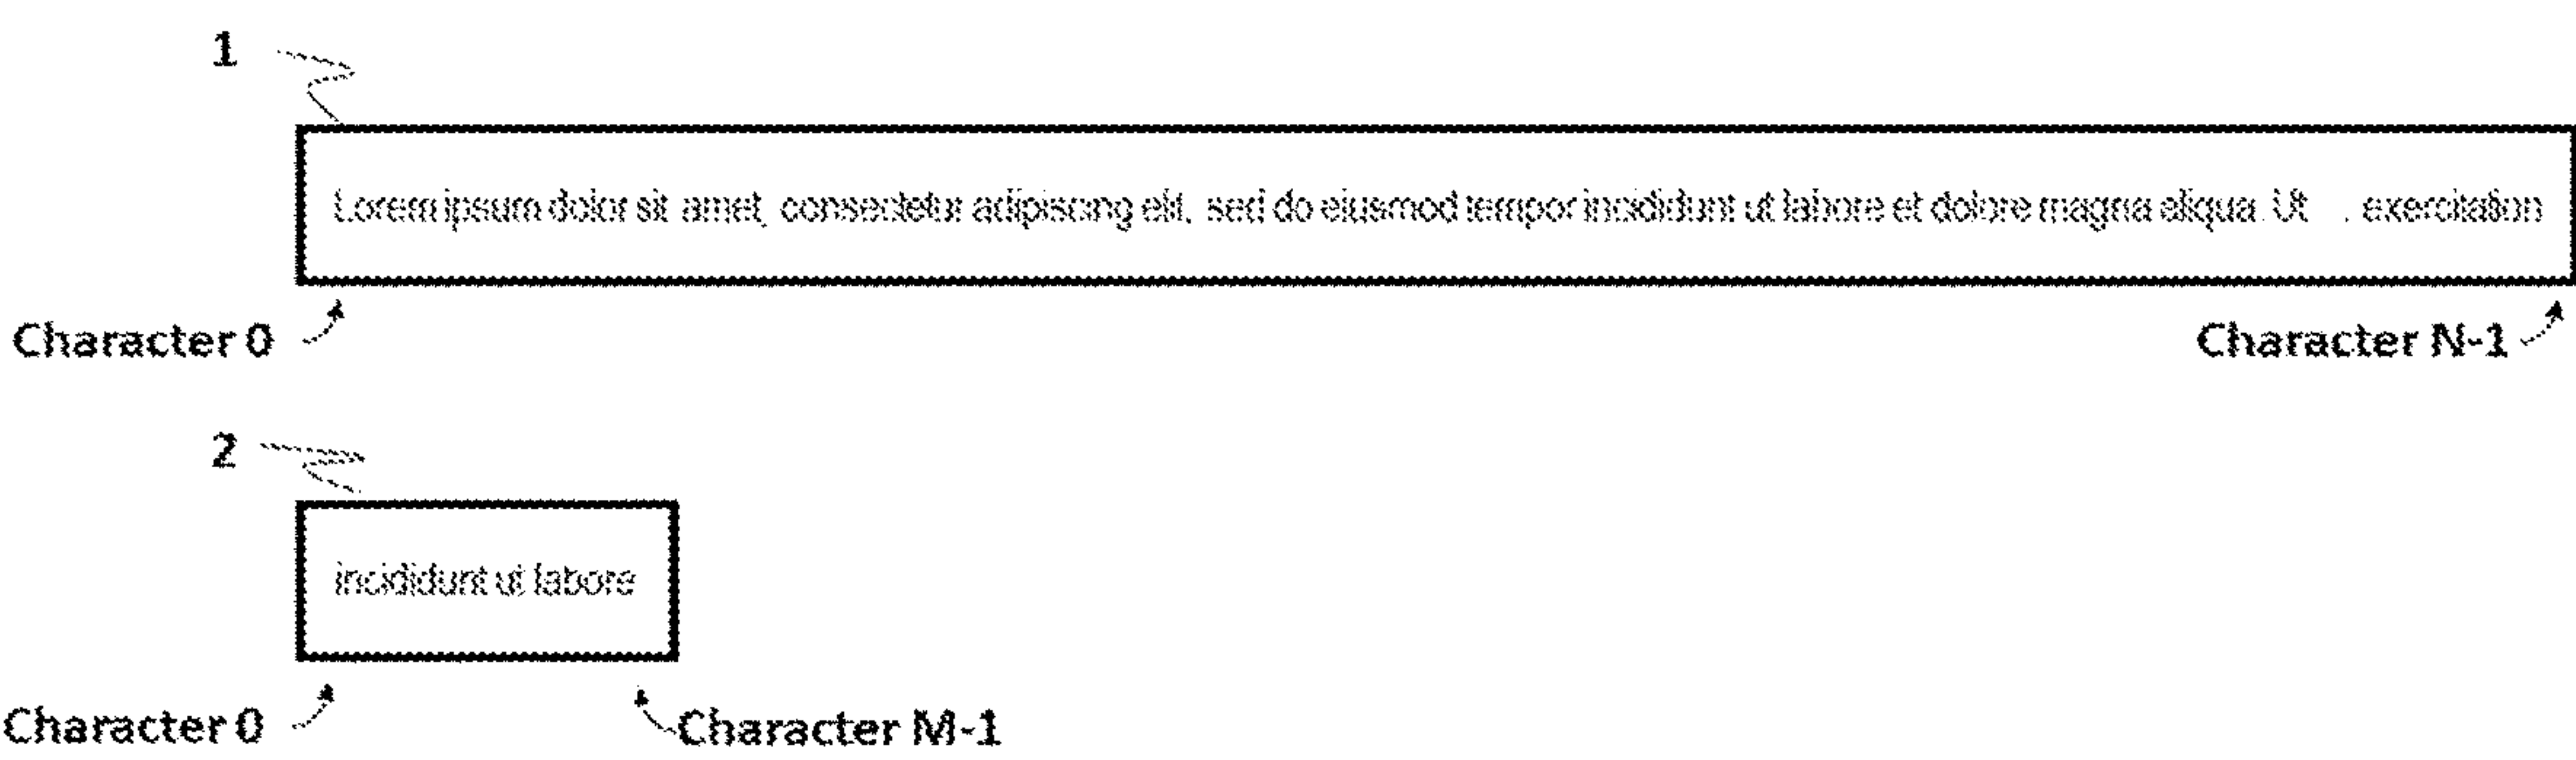 1
Lorem ipsum dolor sit amet, consectetur adipiscing elit, sed do eiusmod tempor incididunt ut labore et dolore magna aliqua. Ut . exercitation
Character 0 Character N-1
2
incididunt ut labore
Character 0 Character M-1